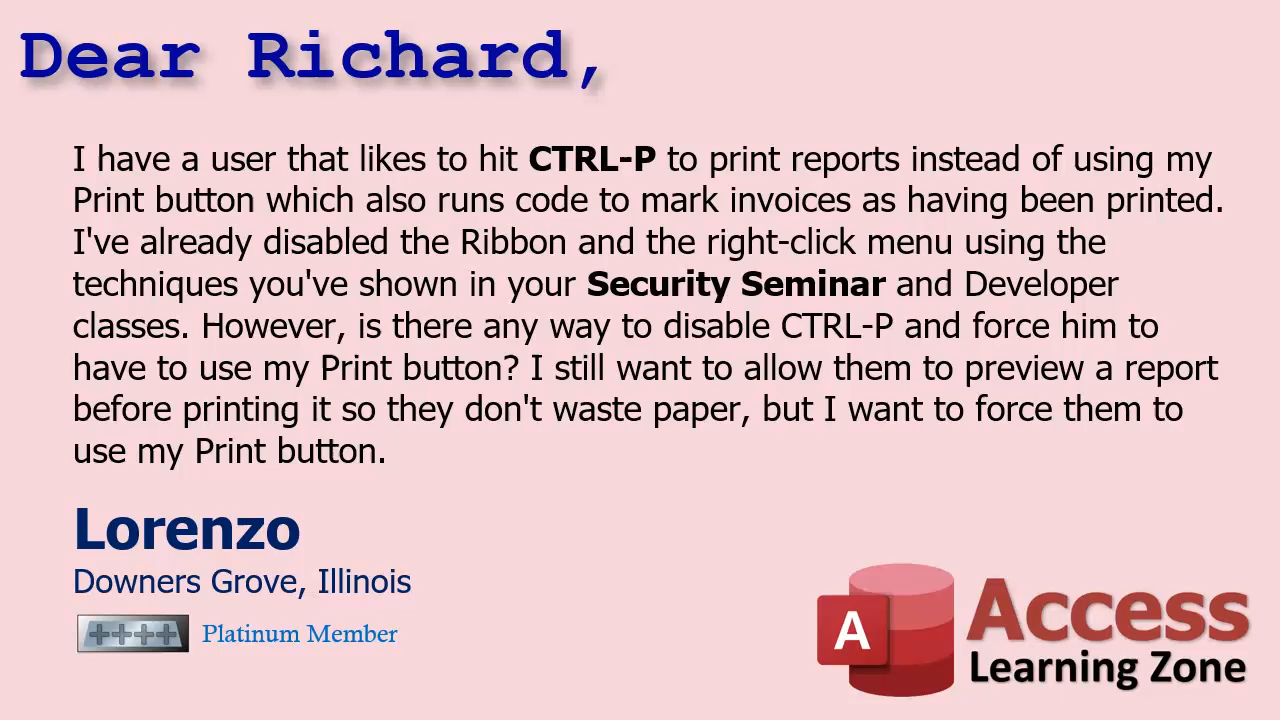 Dear Richard,
I have a user that likes to hit CTRL-P to print reports instead of using my
Print button which also runs code to mark invoices as having been printed.
I've already disabled the Ribbon and the right-click menu using the
techniques you've shown in your Security Seminar and Developer
classes. However, is there any way to disable CTRL-P and force him to
have to use my Print button? I still want to allow them to preview a report
before printing it so they don't waste paper, but I want to force them to
use my Print button.
Lorenzo
Downers Grove, Illinois
++++ Platinum Member
A Access
Learning Zone